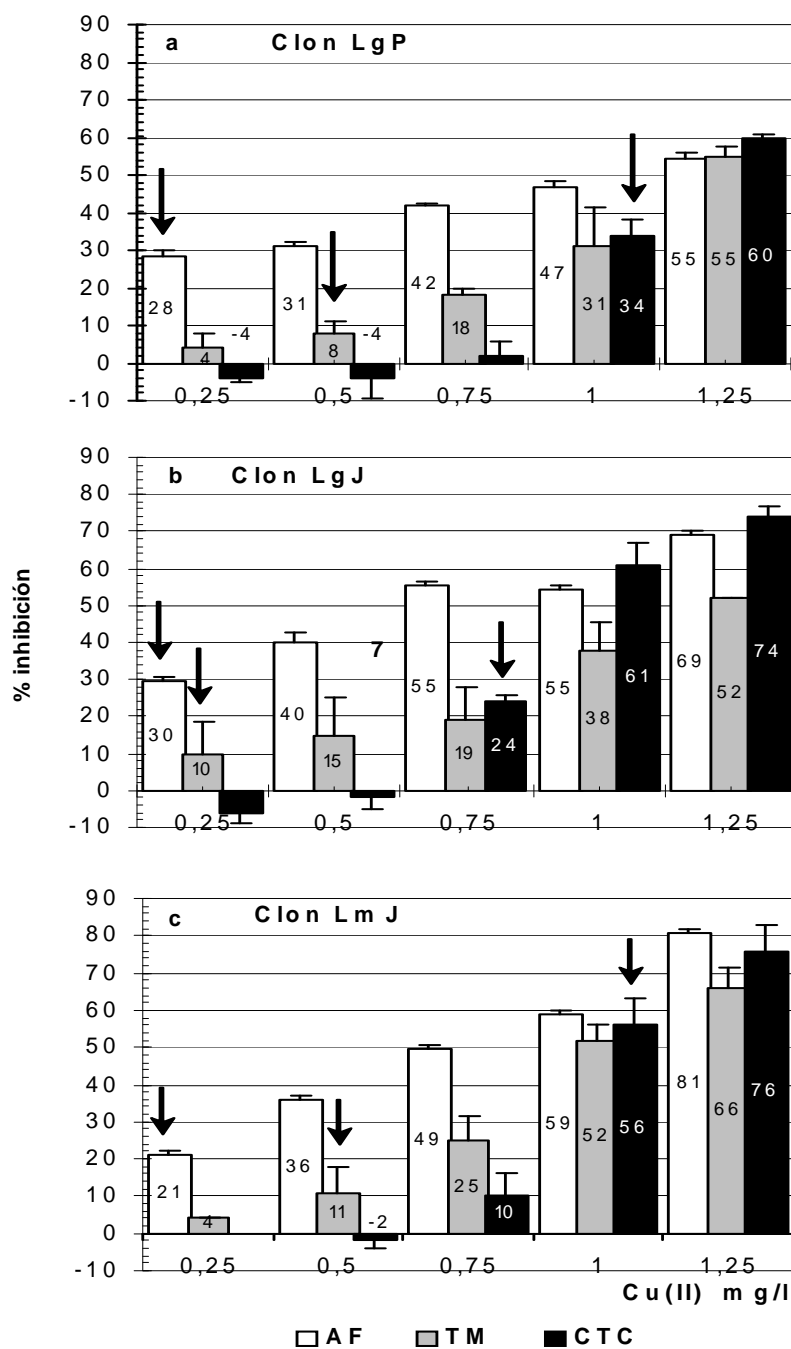 90
a Clon LgP
80
70
60
50
40
30
20
10
0
-10
28 4 -4 31 8 -4 42 18 47 31 34 55 55 60
0,25 0,5 0,75 1 1,25
90
b Clon LgJ
80
70
60
50
40
30
20
10
0
-10
30 10 40 15 7 55 19 24 55 38 61 69 52 74
0,25 0,5 0,75 1 1,25
% inhibición
90
c Clon LmJ
80
70
60
50
40
30
20
10
0
-10
21 4 36 11 -2 49 25 10 59 52 56 81 66 76
0,25 0,5 0,75 1 1,25
Cu(II) mg/l
AF TM CTC